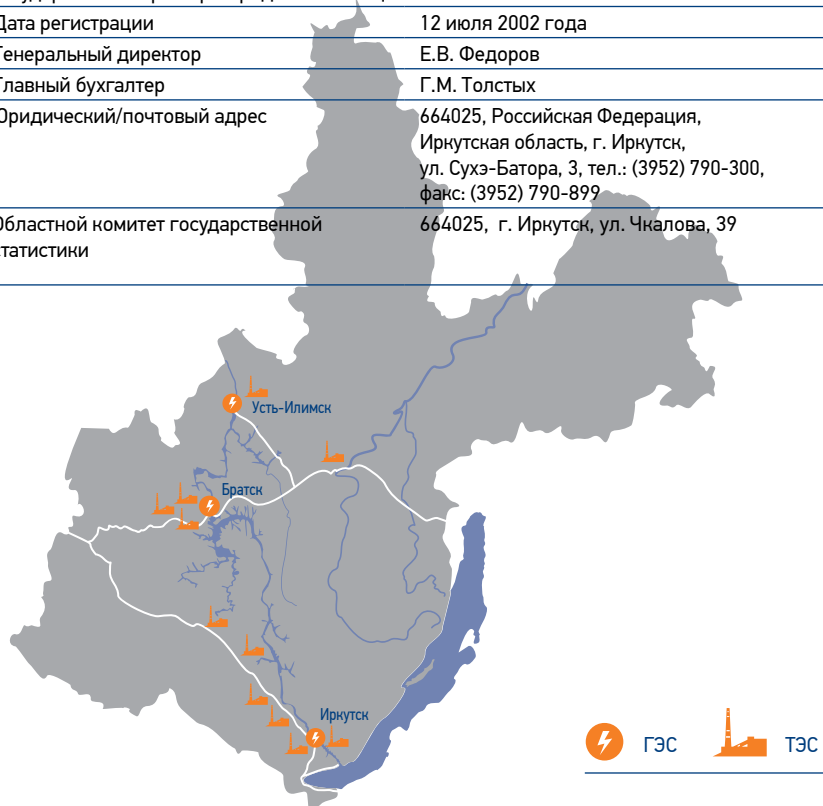 Дата регистрации 12 июля 2002 года
Генеральный директор Е.В. Федоров
Главный бухгалтер Г.М. Толстых
Юридический/почтовый адрес 664025, Российская Федерация,
Иркутская область, г. Иркутск,
ул. Сухэ-Батора, 3, тел.: (3952) 790-300,
факс: (3952) 790-899
Областной комитет государственной 664025, г. Иркутск, ул. Чкалова, 39
статистики
Усть-Илимск
Братск
Иркутск
ГЭС ТЭС